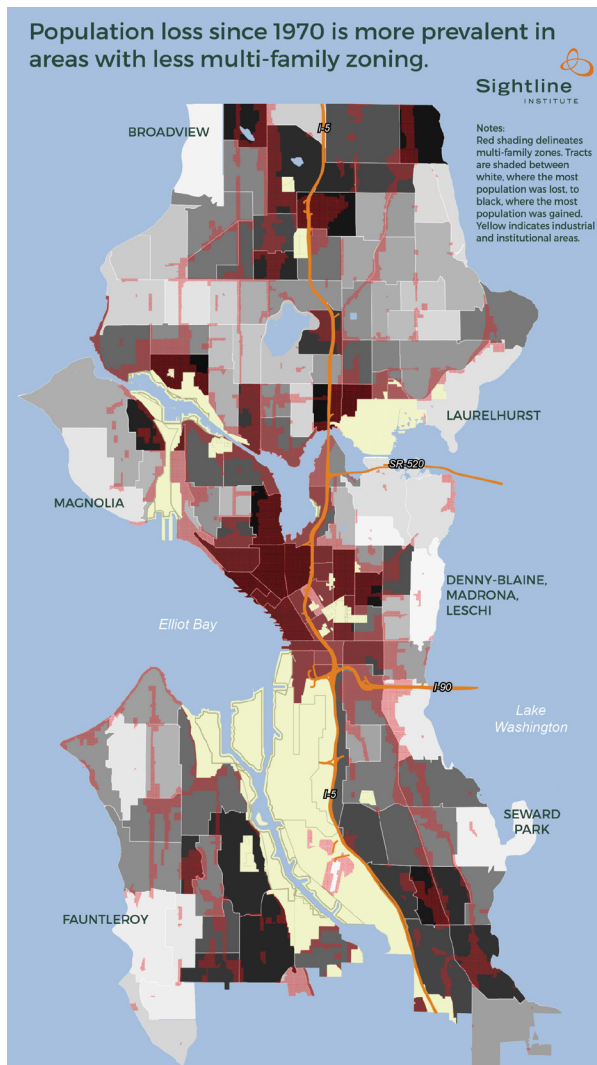 Population loss since 1970 is more prevalent in
areas with less multi-family zoning.
Sightline
INSTITUTE
Notes:
Red shading delineates
multi-family zones. Tracts
are shaded between
white, where the most
population was lost, to
black, where the most
population was gained.
Yellow indicates industrial
and institutional areas.
BROADVIEW
I-5
LAURELHURST
SR-520
MAGNOLIA
DENNY-BLAINE,
MADRONA,
LESCHI
Elliot Bay
I-90
Lake
Washington
I-5
SEWARD
PARK
FAUNTLEROY